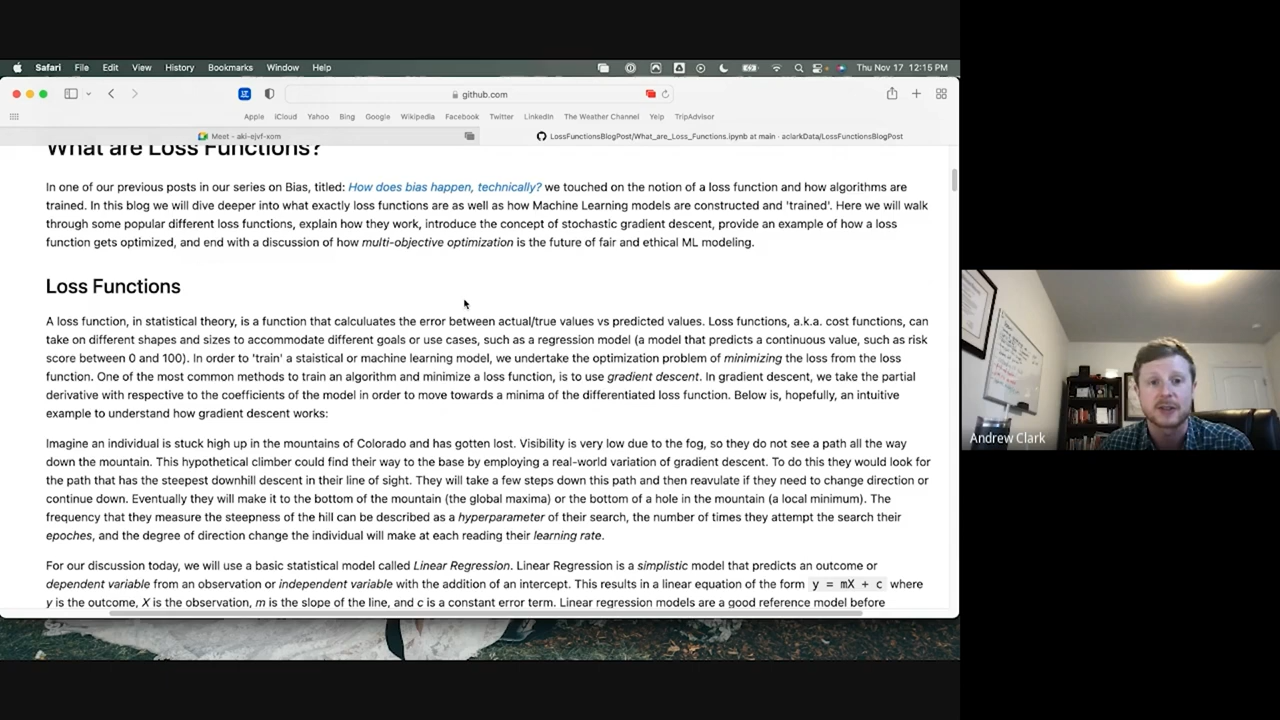 Safari File Edit View History Bookmarks Window Help Thu Nov 17 12:15 PM
github.com
Apple iCloud Yahoo Bing Google Wikipedia Facebook Twitter LinkedIn The Weather Channel Yelp TripAdvisor
Meet - aki-ejvf-xom LossFunctionsBlogPost/What_are_Loss_Functions.ipynb at main · aclarkData/LossFunctionsBlogPost
What are Loss Functions?
In one of our previous posts in our series on Bias, titled: How does bias happen, technically? we touched on the notion of a loss function and how algorithms are
trained. In this blog we will dive deeper into what exactly loss functions are as well as how Machine Learning models are constructed and 'trained'. Here we will walk
through some popular different loss functions, explain how they work, introduce the concept of stochastic gradient descent, provide an example of how a loss
function gets optimized, and end with a discussion of how multi-objective optimization is the future of fair and ethical ML modeling.
Loss Functions
A loss function, in statistical theory, is a function that calculuates the error between actual/true values vs predicted values. Loss functions, a.k.a. cost functions, can
take on different shapes and sizes to accommodate different goals or use cases, such as a regression model (a model that predicts a continuous value, such as risk
score between 0 and 100). In order to 'train' a staistical or machine learning model, we undertake the optimization problem of minimizing the loss from the loss
function. One of the most common methods to train an algorithm and minimize a loss function, is to use gradient descent. In gradient descent, we take the partial
derivative with respective to the coefficients of the model in order to move towards a minima of the differentiated loss function. Below is, hopefully, an intuitive
example to understand how gradient descent works:
Imagine an individual is stuck high up in the mountains of Colorado and has gotten lost. Visibility is very low due to the fog, so they do not see a path all the way
down the mountain. This hypothetical climber could find their way to the base by employing a real-world variation of gradient descent. To do this they would look for
the path that has the steepest downhill descent in their line of sight. They will take a few steps down this path and then reavulate if they need to change direction or
continue down. Eventually they will make it to the bottom of the mountain (the global maxima) or the bottom of a hole in the mountain (a local minimum). The
frequency that they measure the steepness of the hill can be described as a hyperparameter of their search, the number of times they attempt the search their
epoches, and the degree of direction change the individual will make at each reading their learning rate.
For our discussion today, we will use a basic statistical model called Linear Regression. Linear Regression is a simplistic model that predicts an outcome or
dependent variable from an observation or independent variable with the addition of an intercept. This results in a linear equation of the form y = mX + c where
y is the outcome, X is the observation, m is the slope of the line, and c is a constant error term. Linear regression models are a good reference model before
Andrew Clark